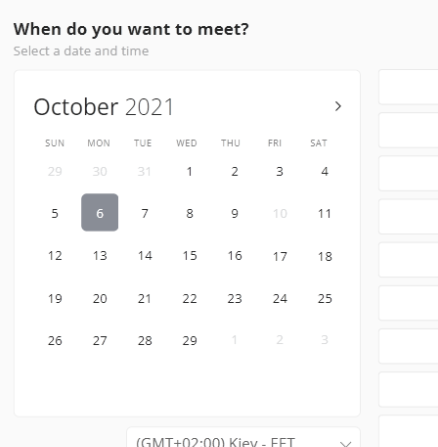 When do you want to meet?
Select a date and time
October 2021
SUN MON TUE WED THU FRI SAT
29 30 31 1 2 3 4
5 6 7 8 9 10 11
12 13 14 15 16 17 18
19 20 21 22 23 24 25
26 27 28 29 1 2 3
(GMT+02:00) Kiev - EET